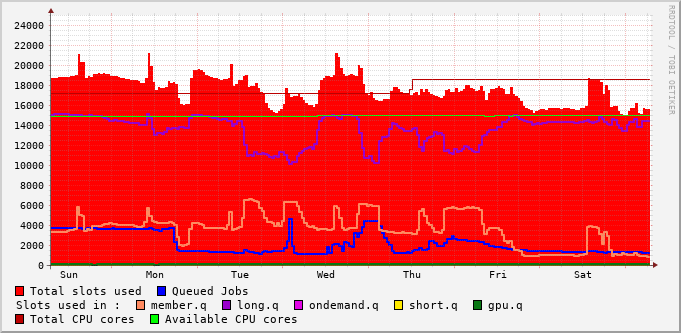 24000
22000
20000
18000
16000
14000
12000
10000
8000
6000
4000
2000
0
Sun Mon Tue Wed Thu Fri Sat
Total slots used Queued Jobs
Slots used in : member.q long.q ondemand.q short.q gpu.q
Total CPU cores Available CPU cores
RRDTOOL / TOBI OETIKER